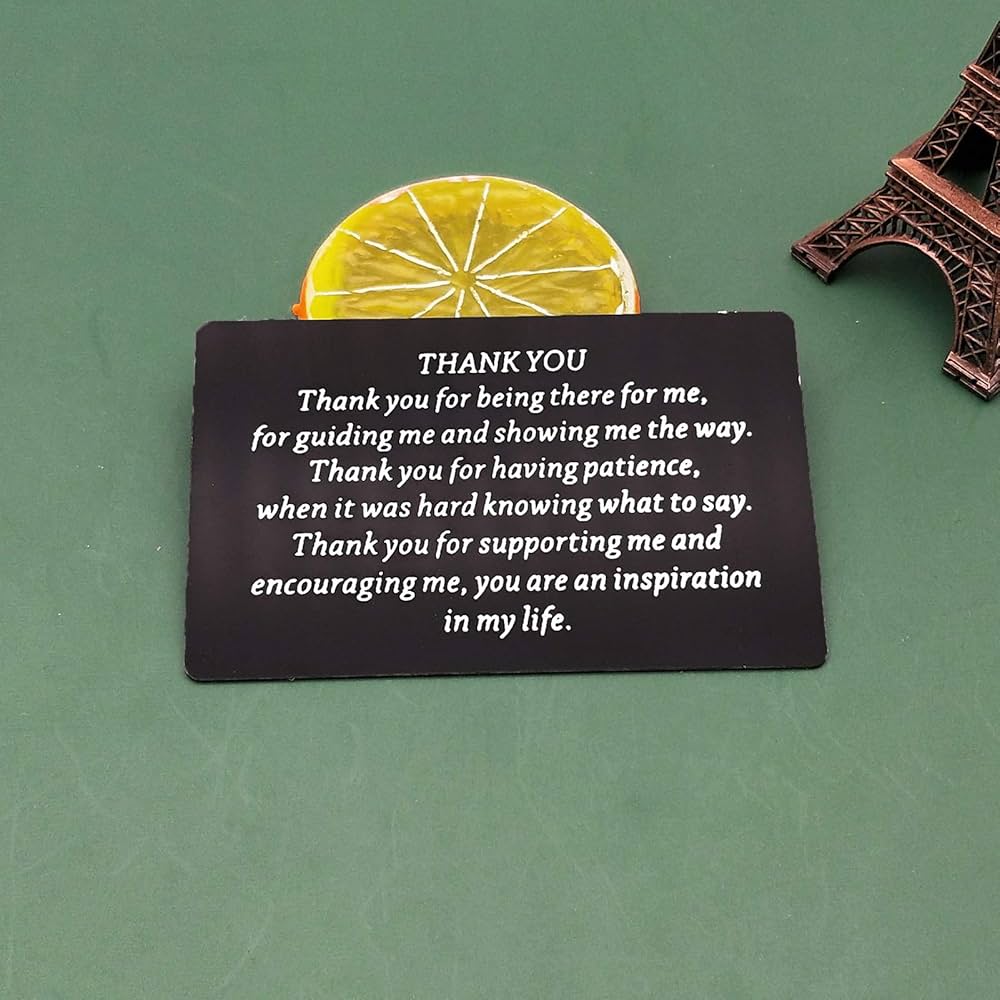 THANK YOU
Thank you for being there for me,
for guiding me and showing me the way.
Thank you for having patience,
when it was hard knowing what to say.
Thank you for supporting me and
encouraging me, you are an inspiration
in my life.